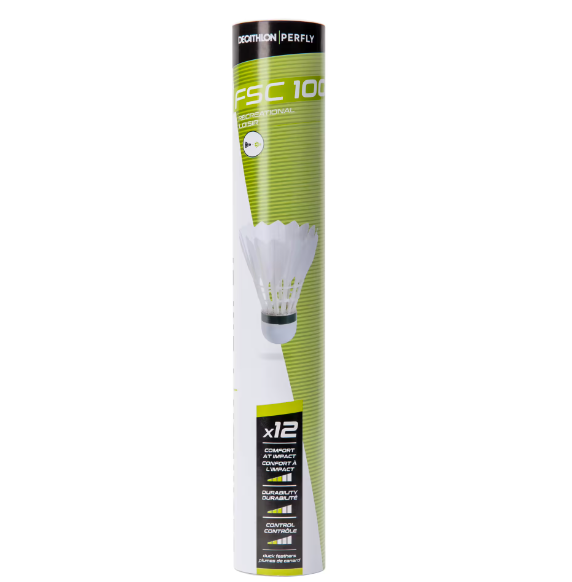 DECATHLON | PERFLY
FSC 100
RECREATIONAL
LOISIR
x12
COMFORT
AT IMPACT
CONFORT À
L'IMPACT
DURABILITY
DURABILITÉ
CONTROL
CONTRÔLE
duck feathers
plumes de canard